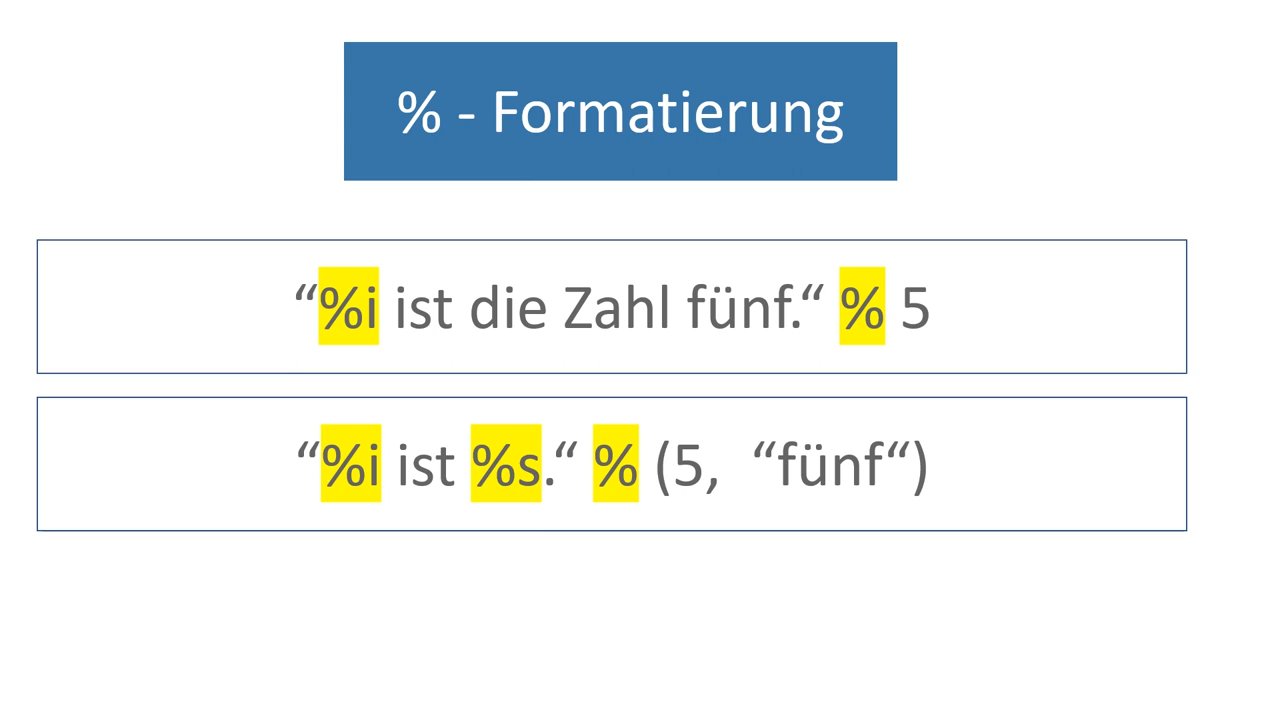 % - Formatierung
“%i ist die Zahl fünf.“ % 5
“%i ist %s.“ % (5, “fünf“)